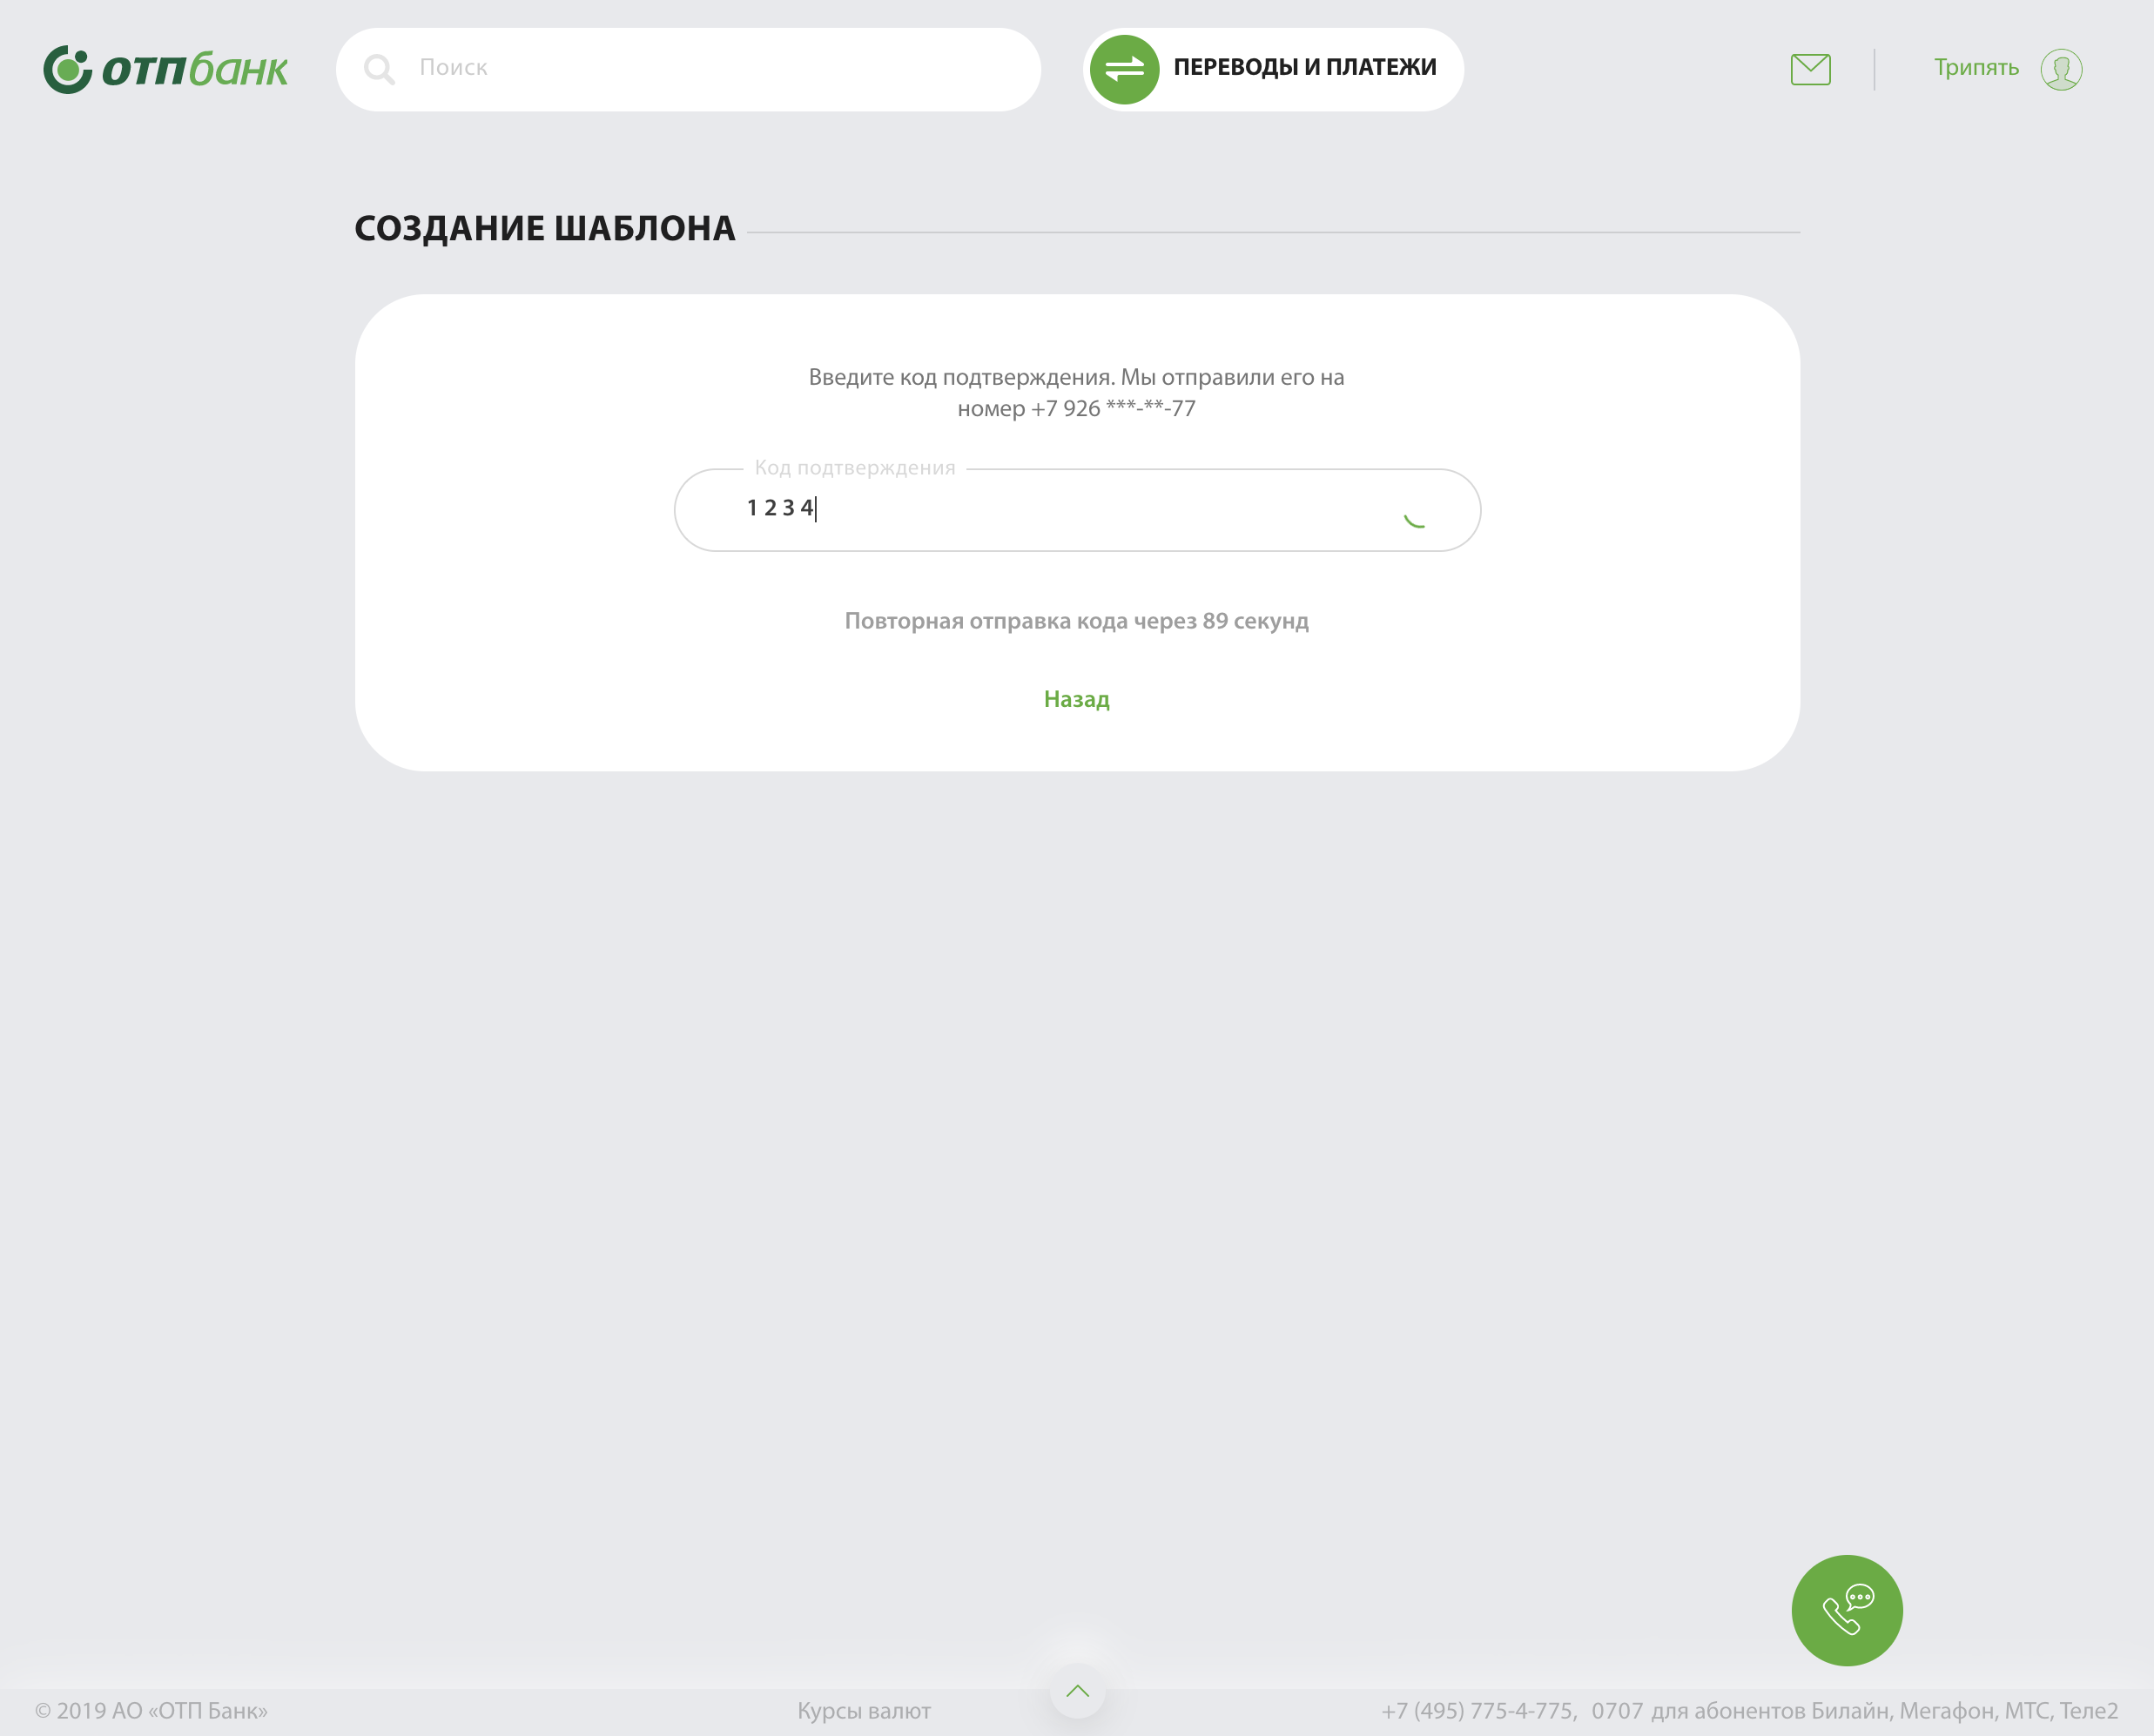 отпбанк
Поиск
ПЕРЕВОДЫ И ПЛАТЕЖИ
Трипять
СОЗДАНИЕ ШАБЛОНА
Введите код подтверждения. Мы отправили его на
номер +7 926 ***-**-77
Код подтверждения
1 2 3 4
Повторная отправка кода через 89 секунд
Назад
© 2019 АО «ОТП Банк»
Курсы валют
+7 (495) 775-4-775, 0707 для абонентов Билайн, Мегафон, МТС, Теле2